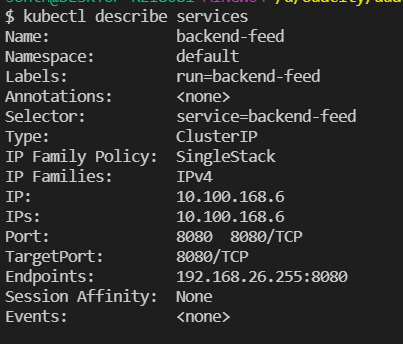 $ kubectl describe services
Name:              backend-feed
Namespace:         default
Labels:            run=backend-feed
Annotations:       <none>
Selector:          service=backend-feed
Type:              ClusterIP
IP Family Policy:  SingleStack
IP Families:       IPv4
IP:                10.100.168.6
IPs:               10.100.168.6
Port:              8080  8080/TCP
TargetPort:        8080/TCP
Endpoints:         192.168.26.255:8080
Session Affinity:  None
Events:            <none>